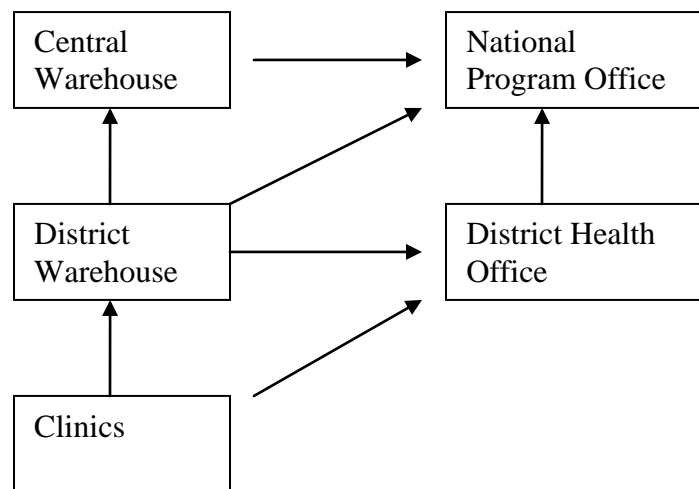 Central
Warehouse
National
Program Office
District
Warehouse
District Health
Office
Clinics